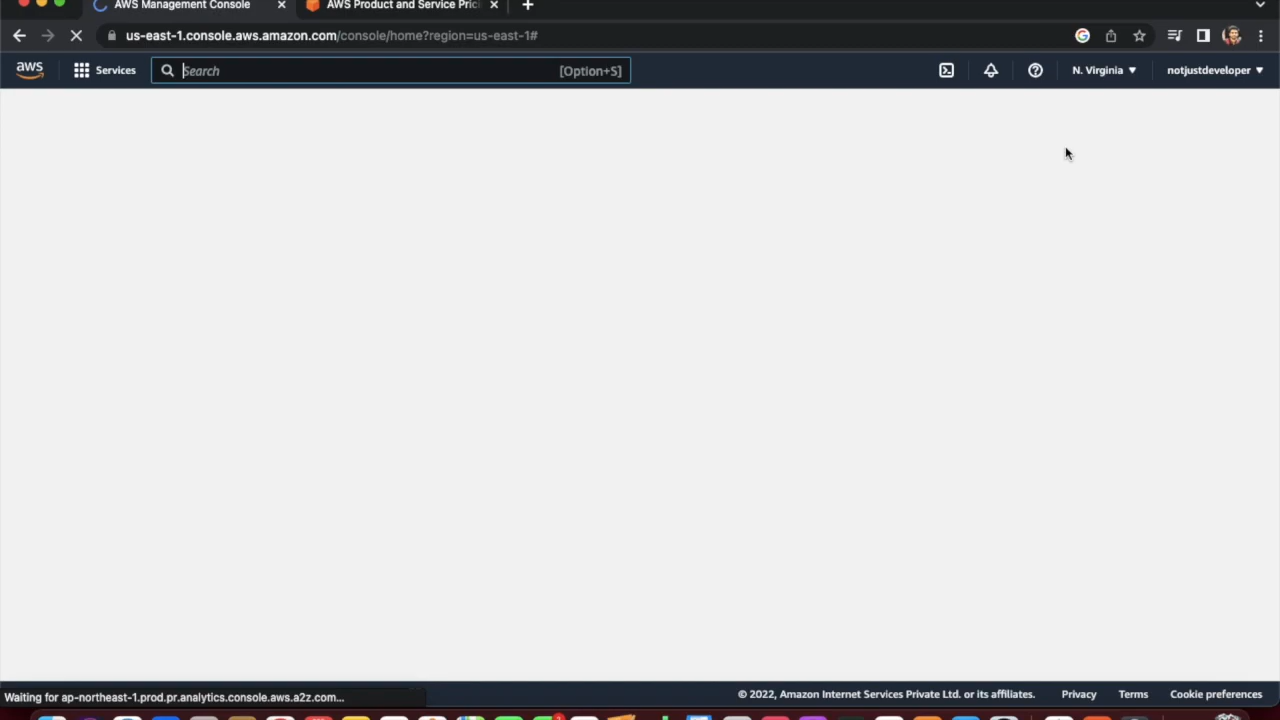 AWS Management Console
AWS Product and Service Pric
us-east-1.console.aws.amazon.com/console/home?region=us-east-1#
aws
Services
Search
[Option+S]
N. Virginia
notjustdeveloper
Waiting for ap-northeast-1.prod.pr.analytics.console.aws.a2z.com...
© 2022, Amazon Internet Services Private Ltd. or its affiliates.
Privacy
Terms
Cookie preferences